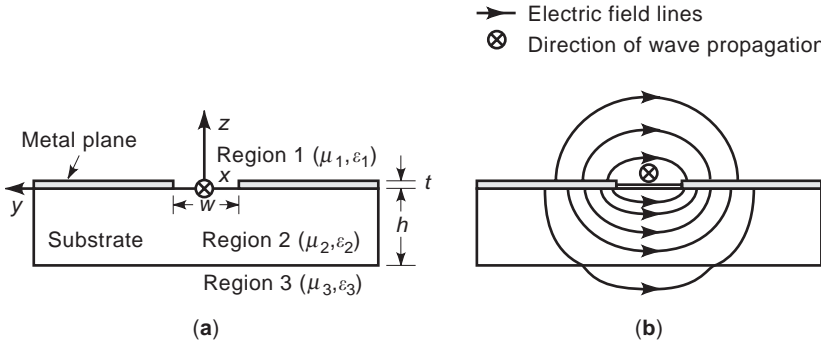 Electric field lines
Direction of wave propagation
z
Metal plane
Region 1 (μ₁,ε₁)
x
t
y
w
h
Substrate
Region 2 (μ₂,ε₂)
Region 3 (μ₃,ε₃)
(a)
(b)